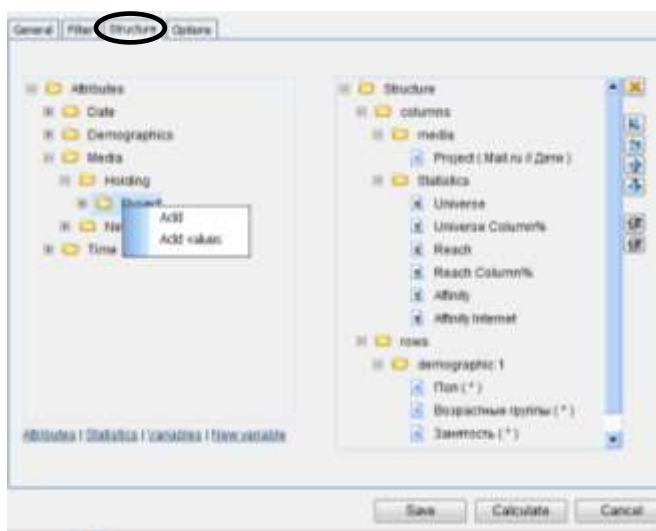 General Filter Structure Options
Attributes
Date
Demographics
Media
Holding
Project
Add
Add values
Time
Attributes | Statistics | Variables | New variable
Structure
columns
media
Project ( Mail.ru // Дети )
Statistics
Universe
Universe Column%
Reach
Reach Column%
Affinity
Affinity Internet
rows
demographic 1
Пол ( * )
Возрастные группы ( * )
Занятость ( * )
Save Calculate Cancel